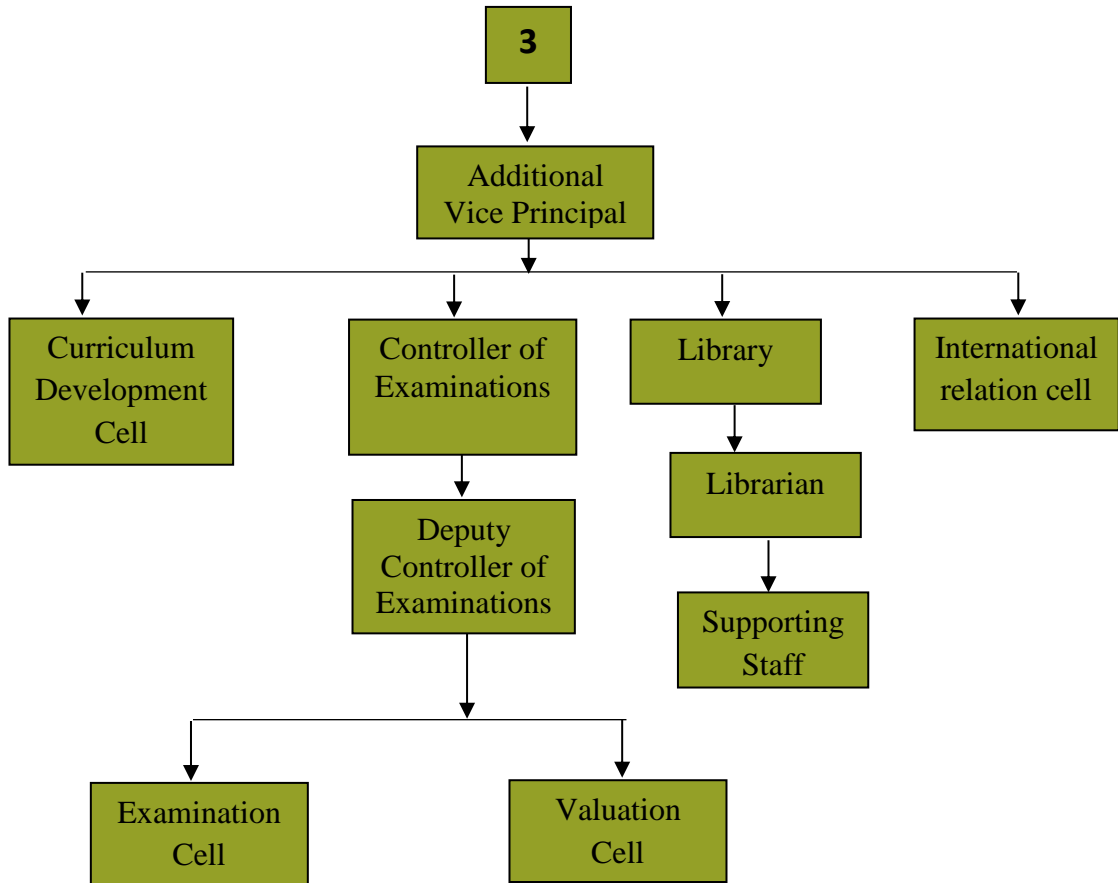 3
Additional
Vice Principal
Curriculum
Development
Cell
Controller of
Examinations
Library
International
relation cell
Librarian
Deputy
Controller of
Examinations
Supporting
Staff
Examination
Cell
Valuation
Cell